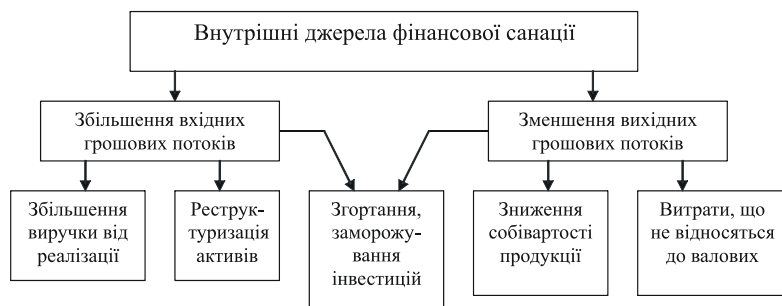 Внутрішні джерела фінансової санації
Збільшення вхідних
грошових потоків
Зменшення вихідних
грошових потоків
Збільшення
виручки від
реалізації
Реструк-
туризація
активів
Згортання,
заморожу-
вання
інвестицій
Зниження
собівартості
продукції
Витрати, що
не відносяться
до валових